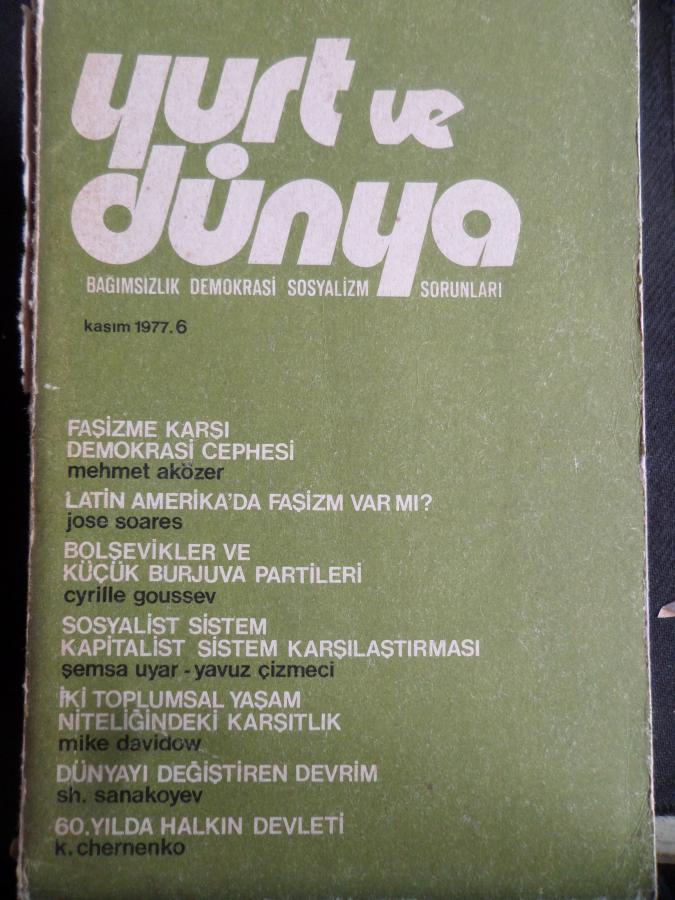 yurt ve
dünya
BAĞIMSIZLIK DEMOKRASİ SOSYALİZM SORUNLARI
kasım 1977.6
FAŞİZME KARŞI
DEMOKRASİ CEPHESİ
mehmet aközer
LATİN AMERİKA'DA FAŞİZM VAR MI?
jose soares
BOLŞEVİKLER VE
KÜÇÜK BURJUVA PARTİLERİ
cyrille goussev
SOSYALİST SİSTEM
KAPİTALİST SİSTEM KARŞILAŞTIRMASI
şemsa uyar - yavuz çizmeci
İKİ TOPLUMSAL YAŞAM
NİTELİĞİNDEKİ KARŞITLIK
mike davidow
DÜNYAYI DEĞİŞTİREN DEVRİM
sh. sanakoyev
60.YILDA HALKIN DEVLETİ
k. chernenko